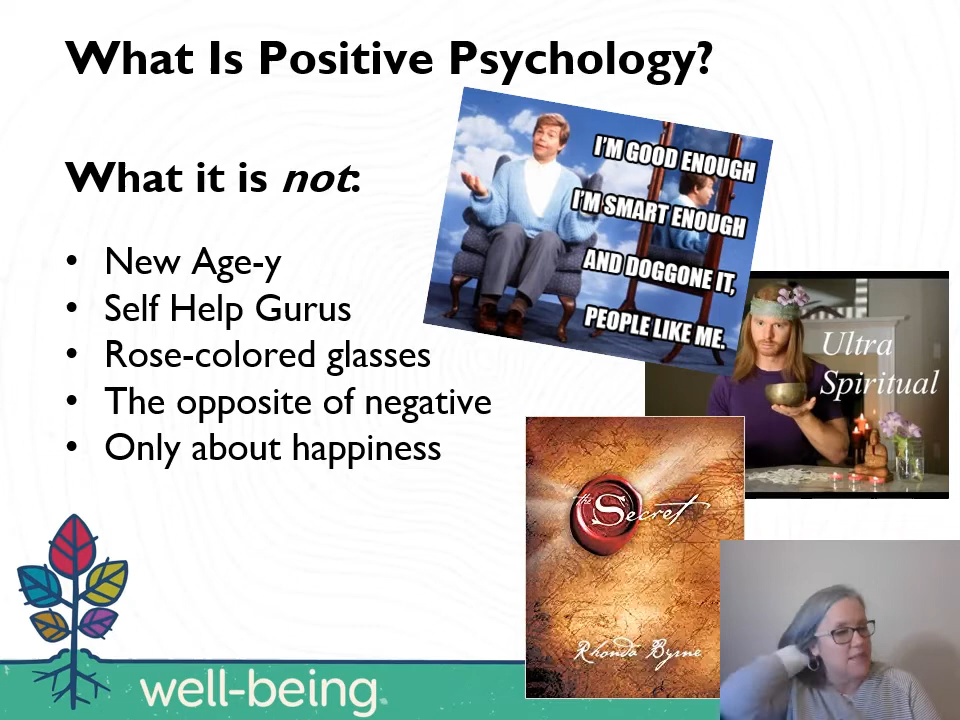 What Is Positive Psychology?
What it is not:
• New Age-y
• Self Help Gurus
• Rose-colored glasses
• The opposite of negative
• Only about happiness
I'M GOOD ENOUGH
I'M SMART ENOUGH
AND DOGGONE IT,
PEOPLE LIKE ME.
Ultra
Spiritual
the
Secret
Rhonda Byrne
well-being